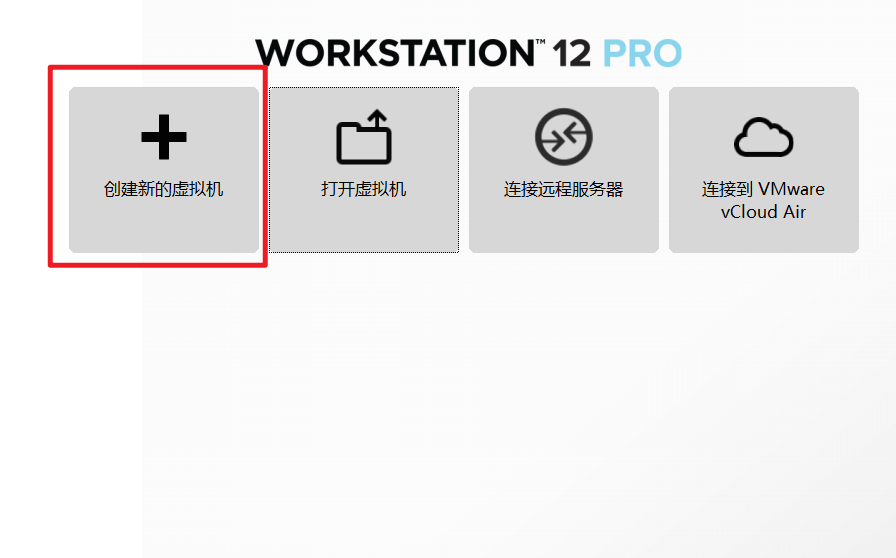 WORKSTATION™ 12 PRO
创建新的虚拟机
打开虚拟机
连接远程服务器
连接到 VMware
vCloud Air